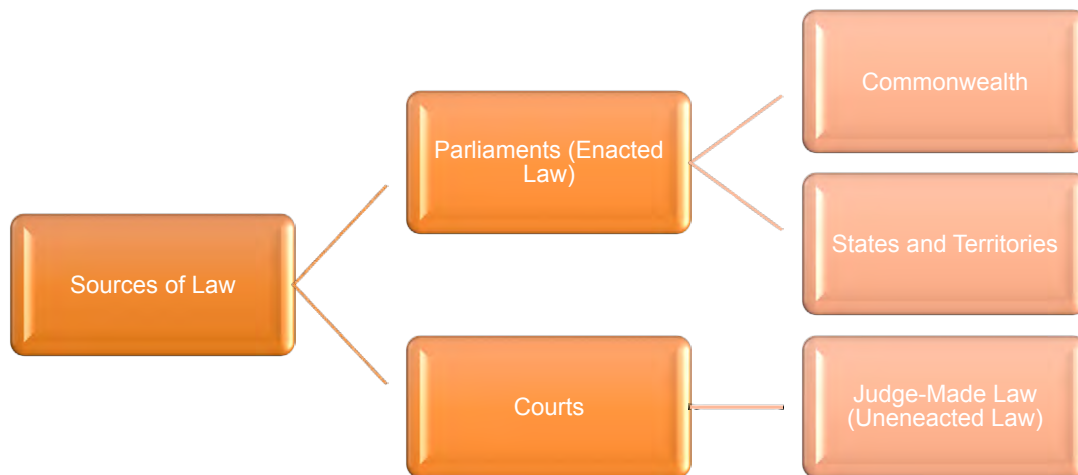 Sources of Law
Parliaments (Enacted
Law)
Courts
Commonwealth
States and Territories
Judge-Made Law
(Uneneacted Law)